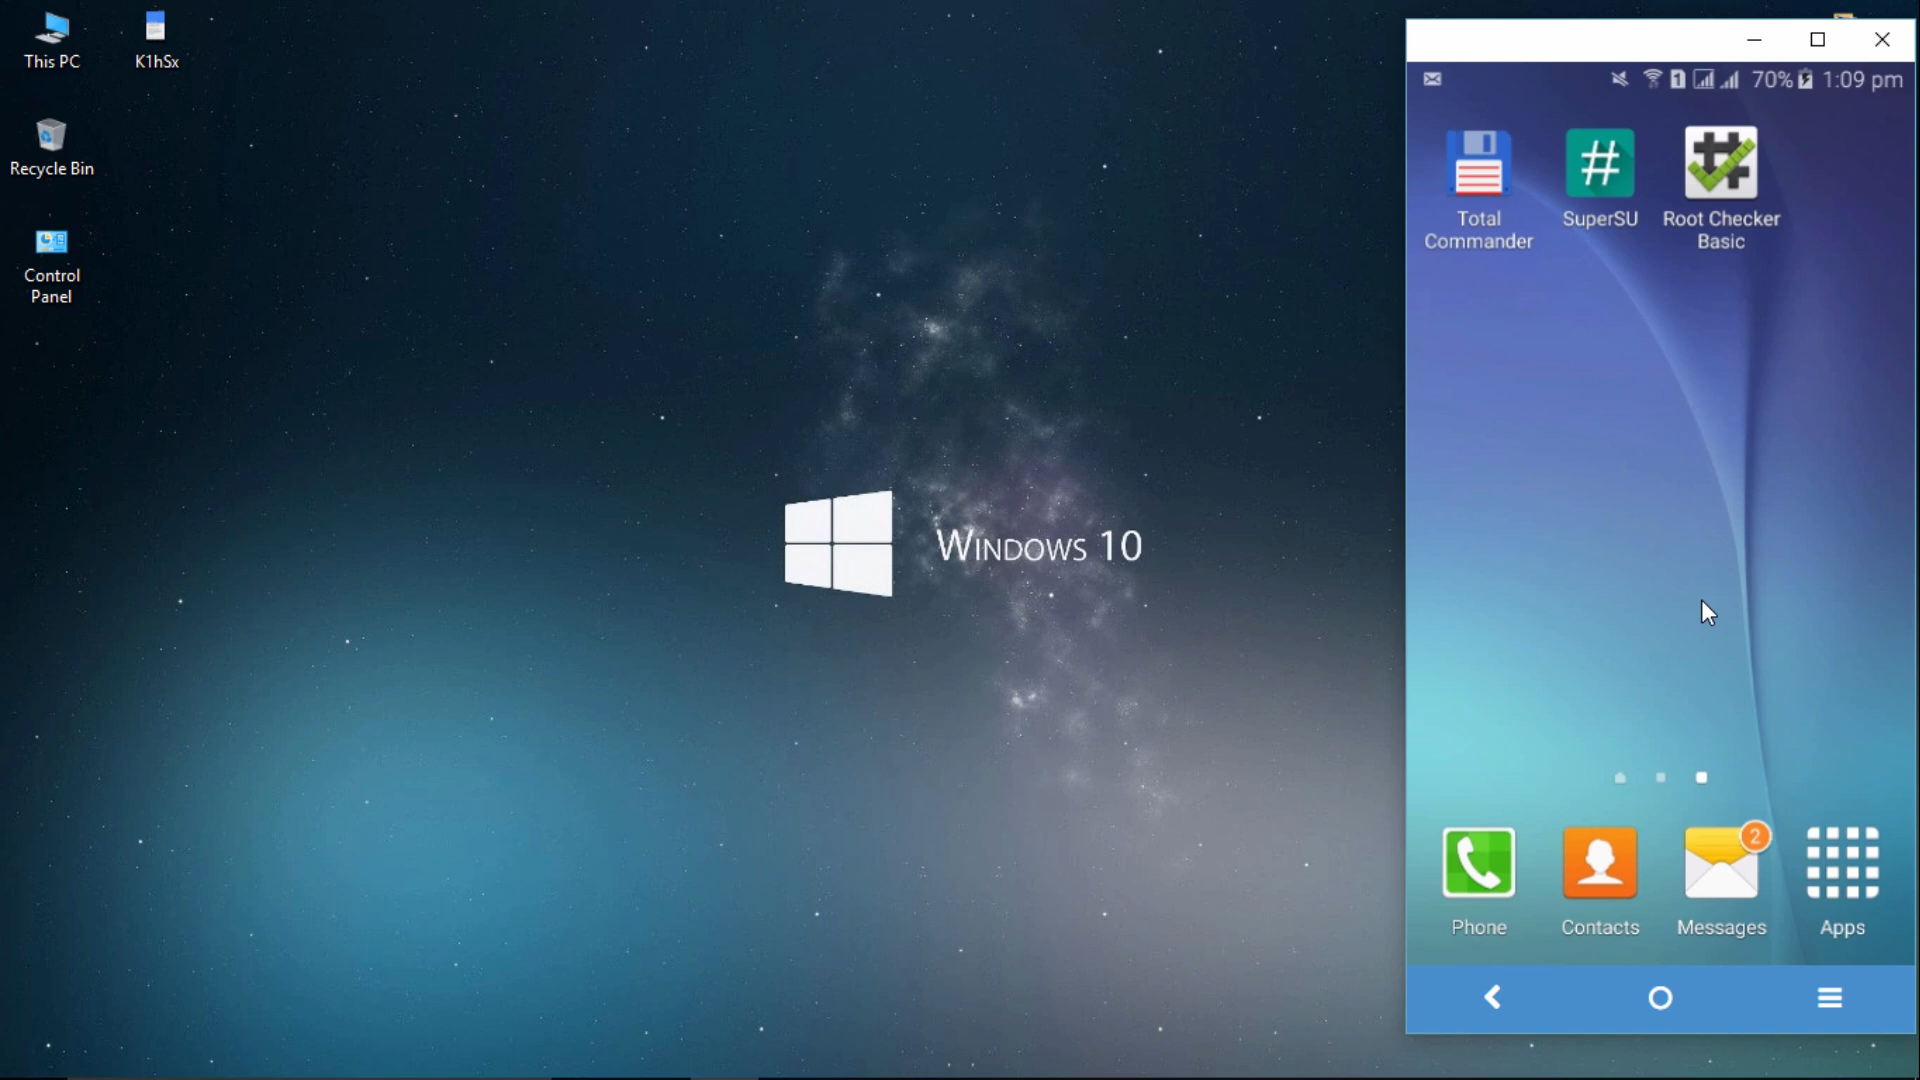 This PC
K1hSx
Recycle Bin
Control
Panel
WINDOWS 10
1
70%
1:09 pm
Total
Commander
#
SuperSU
Root Checker
Basic
2
Phone
Contacts
Messages
Apps